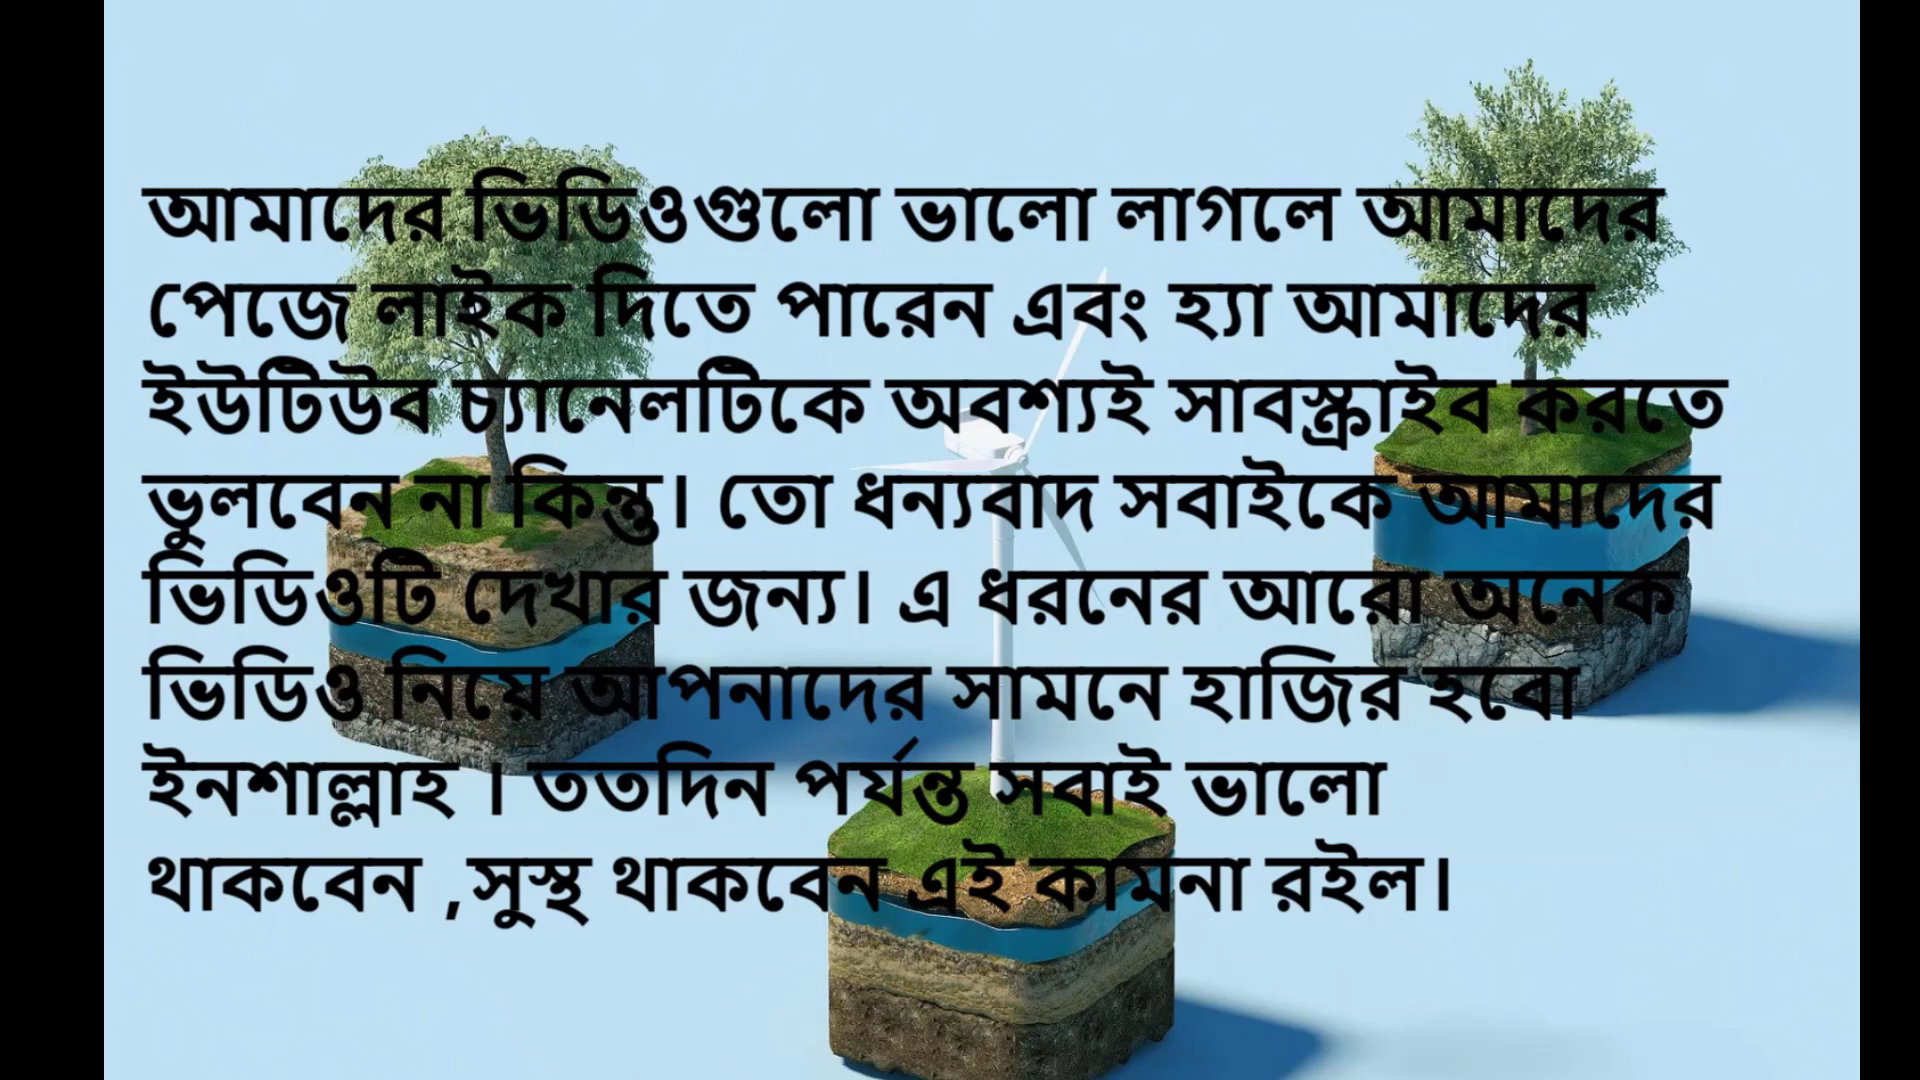 আমাদের ভিডিওগুলো ভালো লাগলে আমাদের
পেজে লাইক দিতে পারেন এবং হ্যা আমাদের
ইউটিউব চ্যানেলটিকে অবশ্যই সাবস্ক্রাইব করতে
ভুলবেন না কিন্তু। তো ধন্যবাদ সবাইকে আমাদের
ভিডিওটি দেখার জন্য। এ ধরনের আরো অনেক
ভিডিও নিয়ে আপনাদের সামনে হাজির হবো
ইনশাল্লাহ । ততদিন পর্যন্ত সবাই ভালো
থাকবেন ,সুস্থ থাকবেন এই কামনা রইল।